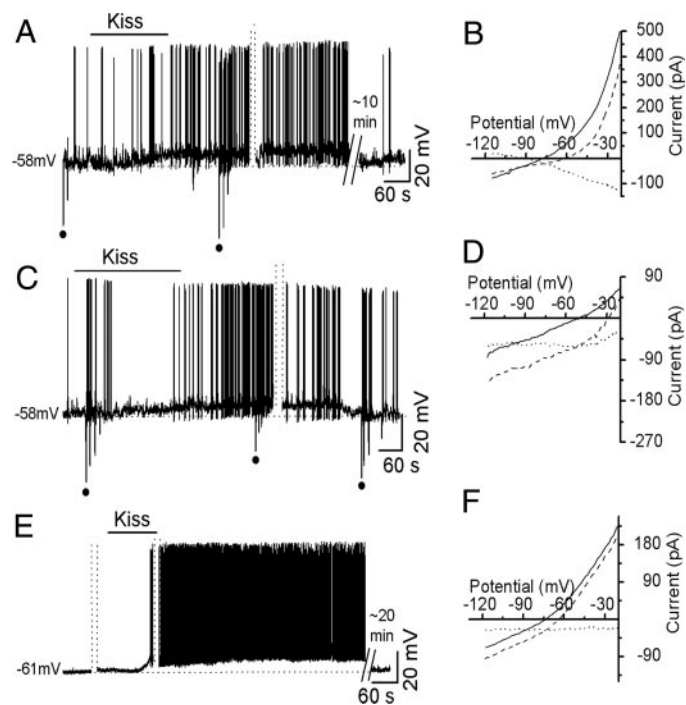 A
Kiss
-58mV
~10
min
20 mV
60 s
B
500
400
300
200
100
-100
Current (pA)
Potential (mV)
-120 -90 -60 -30
C
Kiss
-58mV
20 mV
60 s
D
90
-90
-180
-270
Current (pA)
Potential (mV)
-120 -90 -60 -30
E
Kiss
-61mV
~20
min
20 mV
60 s
F
180
90
-90
Current (pA)
Potential (mV)
-120 -90 -60 -30